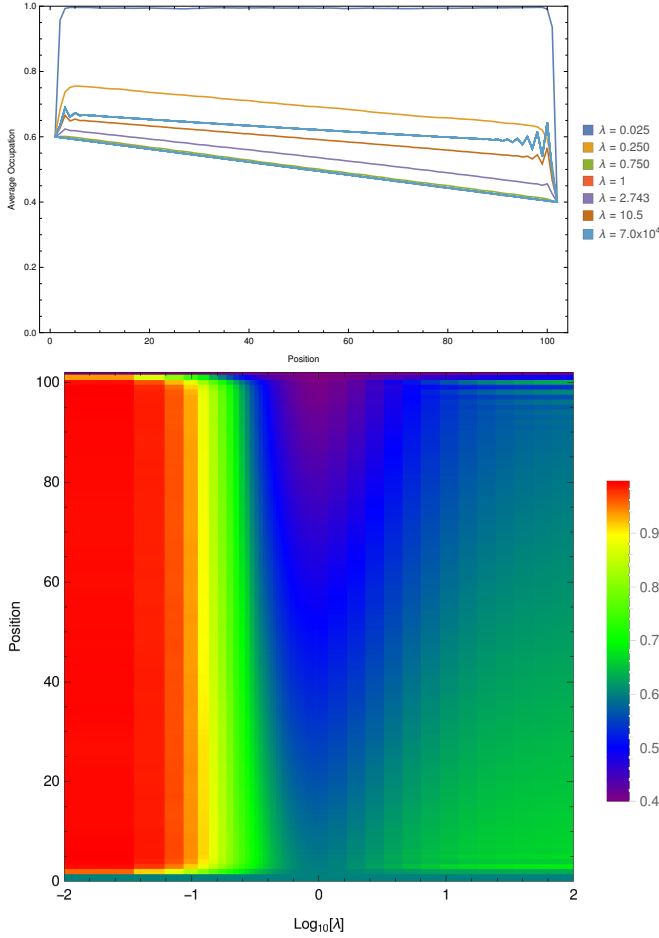 1.0
0.8
0.6
0.4
0.2
0.0
Average Occupation
0 20 40 60 80 100
Position
λ = 0.025
λ = 0.250
λ = 0.750
λ = 1
λ = 2.743
λ = 10.5
λ = 7.0x10⁴
100
80
60
40
20
0
Position
−2 −1 0 1 2
Log₁₀[λ]
0.9
0.8
0.7
0.6
0.5
0.4